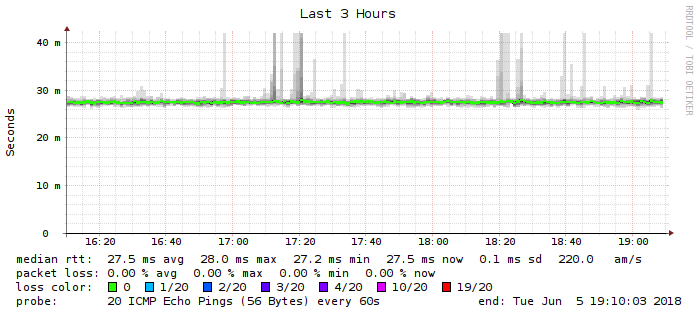 Last 3 Hours
RRDTOOL / TOBI OETIKER
Seconds
40 m
30 m
20 m
10 m
0
16:20 16:40 17:00 17:20 17:40 18:00 18:20 18:40 19:00
median rtt: 27.5 ms avg 28.0 ms max 27.2 ms min 27.5 ms now 0.1 ms sd 220.0 am/s
packet loss: 0.00 % avg 0.00 % max 0.00 % min 0.00 % now
loss color: 0 1/20 2/20 3/20 4/20 10/20 19/20
probe: 20 ICMP Echo Pings (56 Bytes) every 60s end: Tue Jun 5 19:10:03 2018